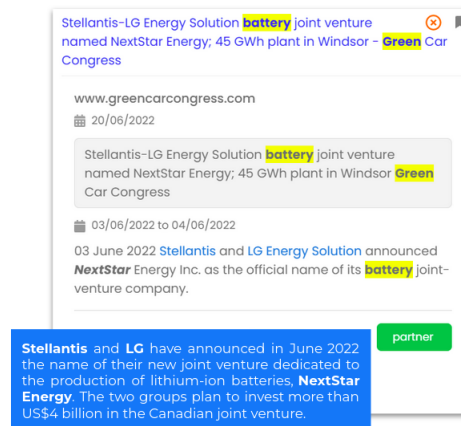 Stellantis-LG Energy Solution battery joint venture
named NextStar Energy; 45 GWh plant in Windsor - Green Car
Congress
www.greencarcongress.com
20/06/2022
Stellantis-LG Energy Solution battery joint venture
named NextStar Energy; 45 GWh plant in Windsor Green
Car Congress
03/06/2022 to 04/06/2022
03 June 2022 Stellantis and LG Energy Solution announced
NextStar Energy Inc. as the official name of its battery joint-
venture company.
partner
Stellantis and LG have announced in June 2022
the name of their new joint venture dedicated to
the production of lithium-ion batteries, NextStar
Energy. The two groups plan to invest more than
US$4 billion in the Canadian joint venture.